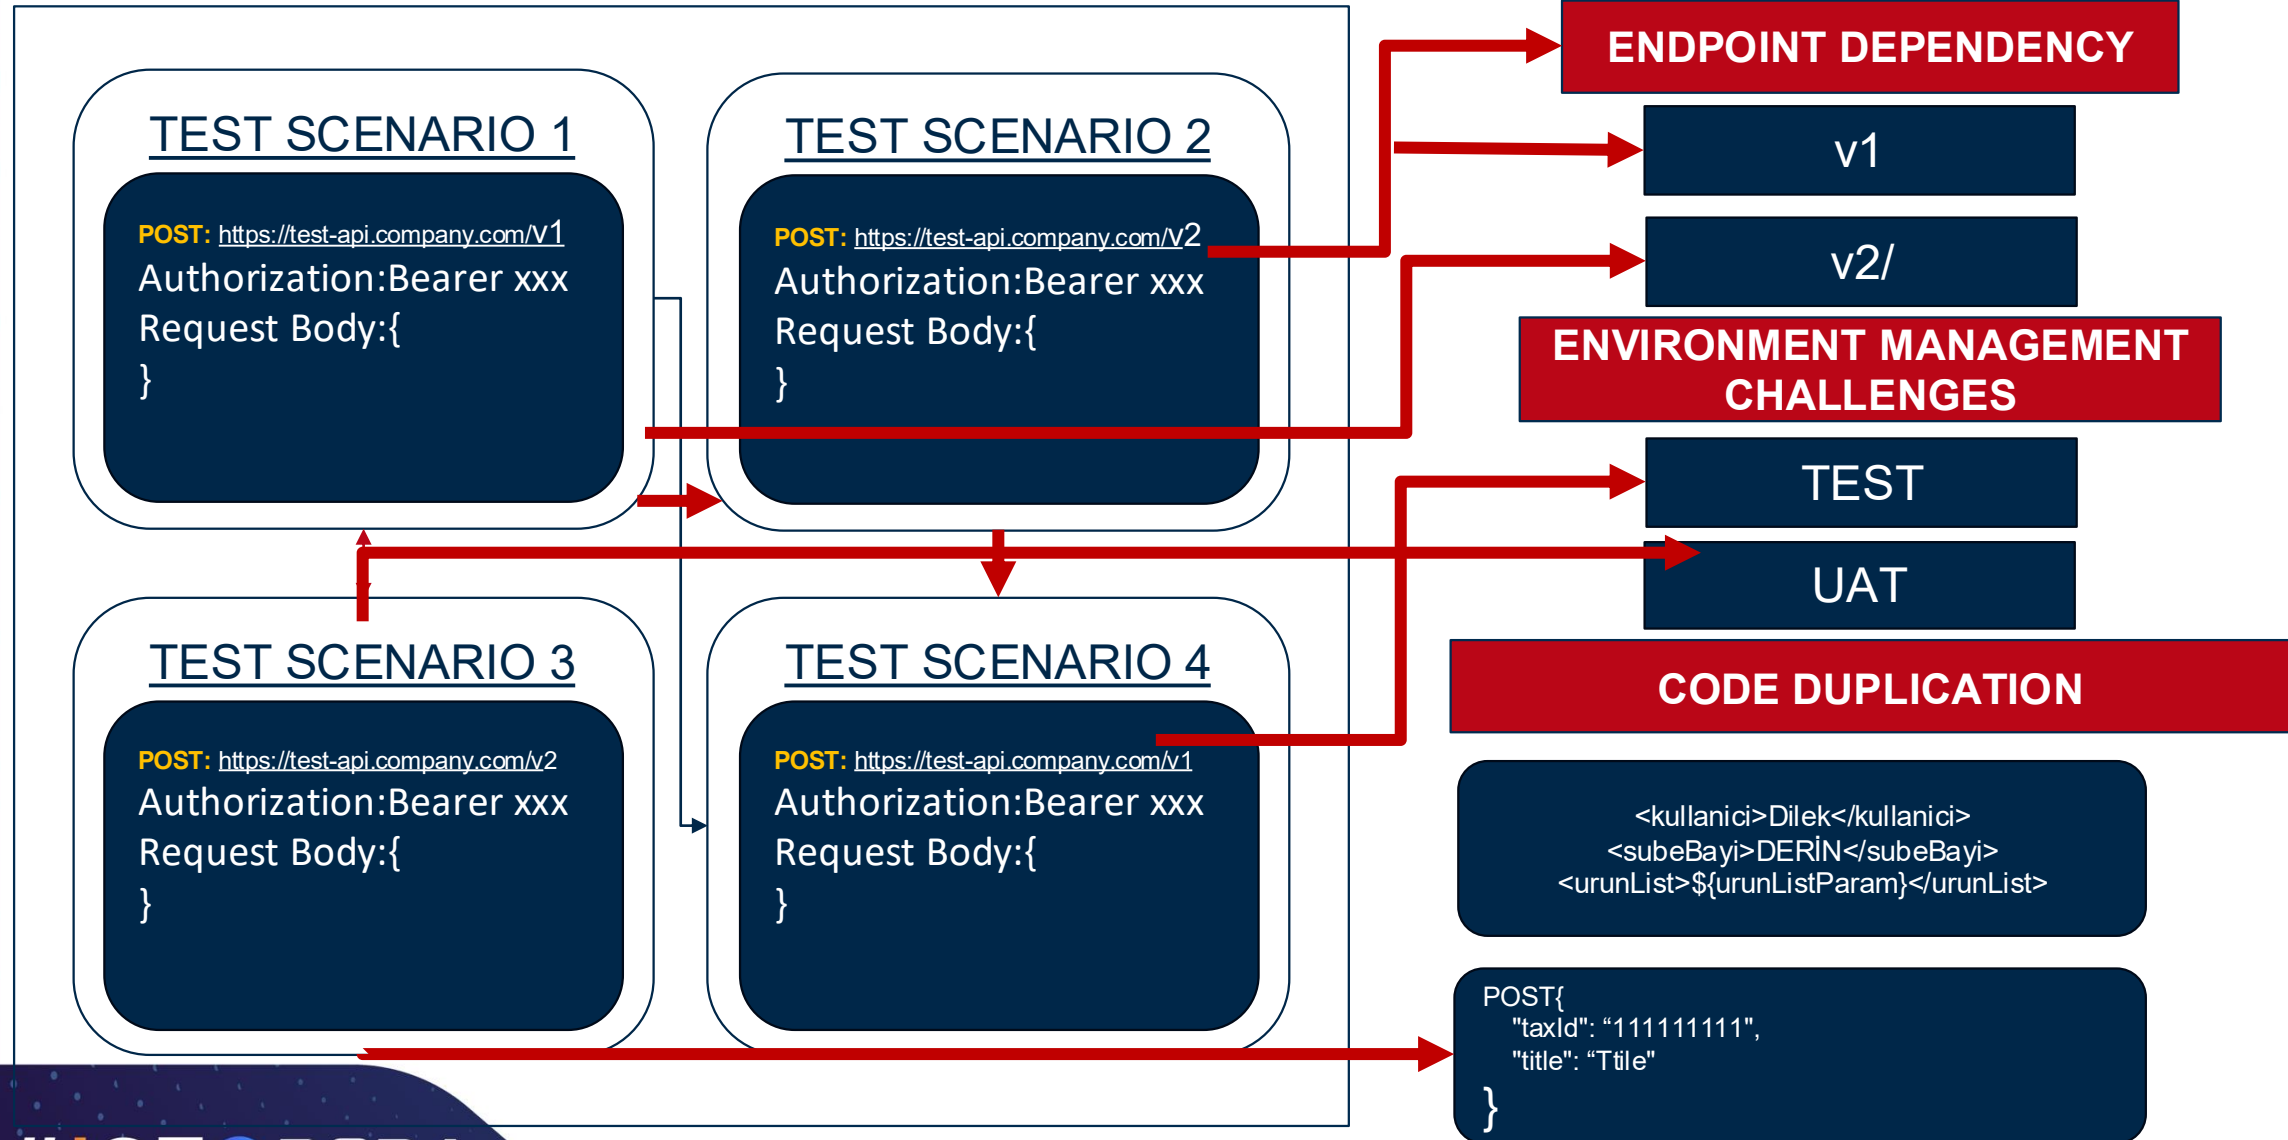 TEST SCENARIO 1
POST: https://test-api.company.com/v1
Authorization:Bearer xxx
Request Body:{
}
TEST SCENARIO 2
POST: https://test-api.company.com/v2
Authorization:Bearer xxx
Request Body:{
}
TEST SCENARIO 3
POST: https://test-api.company.com/v2
Authorization:Bearer xxx
Request Body:{
}
TEST SCENARIO 4
POST: https://test-api.company.com/v1
Authorization:Bearer xxx
Request Body:{
}
ENDPOINT DEPENDENCY
v1
v2/
ENVIRONMENT MANAGEMENT
CHALLENGES
TEST
UAT
CODE DUPLICATION
<kullanici>Dilek</kullanici>
<subeBayi>DERİN</subeBayi>
<urunList>${urunListParam}</urunList>
POST{
"taxId": “111111111",
"title": “Ttile"
}